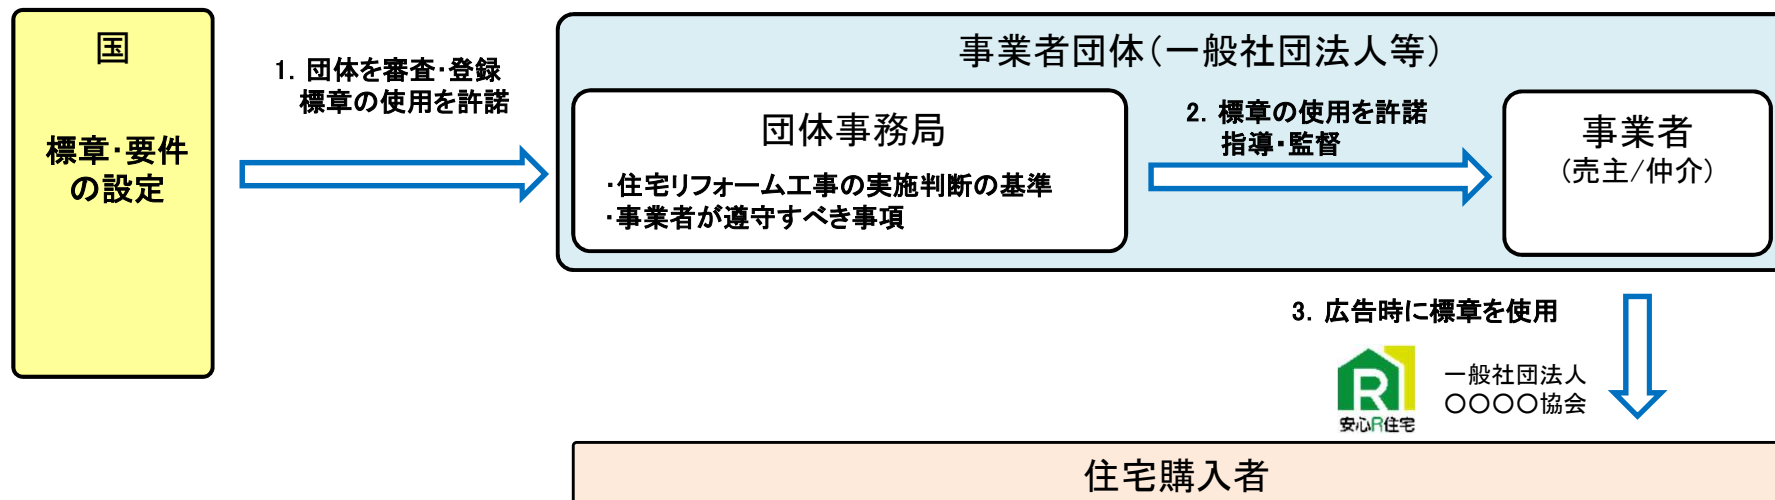 国
標章・要件
の設定
1. 団体を審査・登録
標章の使用を許諾
事業者団体（一般社団法人等）
団体事務局
・住宅リフォーム工事の実施判断の基準
・事業者が遵守すべき事項
2. 標章の使用を許諾
指導・監督
事業者
（売主/仲介）
3. 広告時に標章を使用
R
安心R住宅
一般社団法人
〇〇〇〇協会
住宅購入者